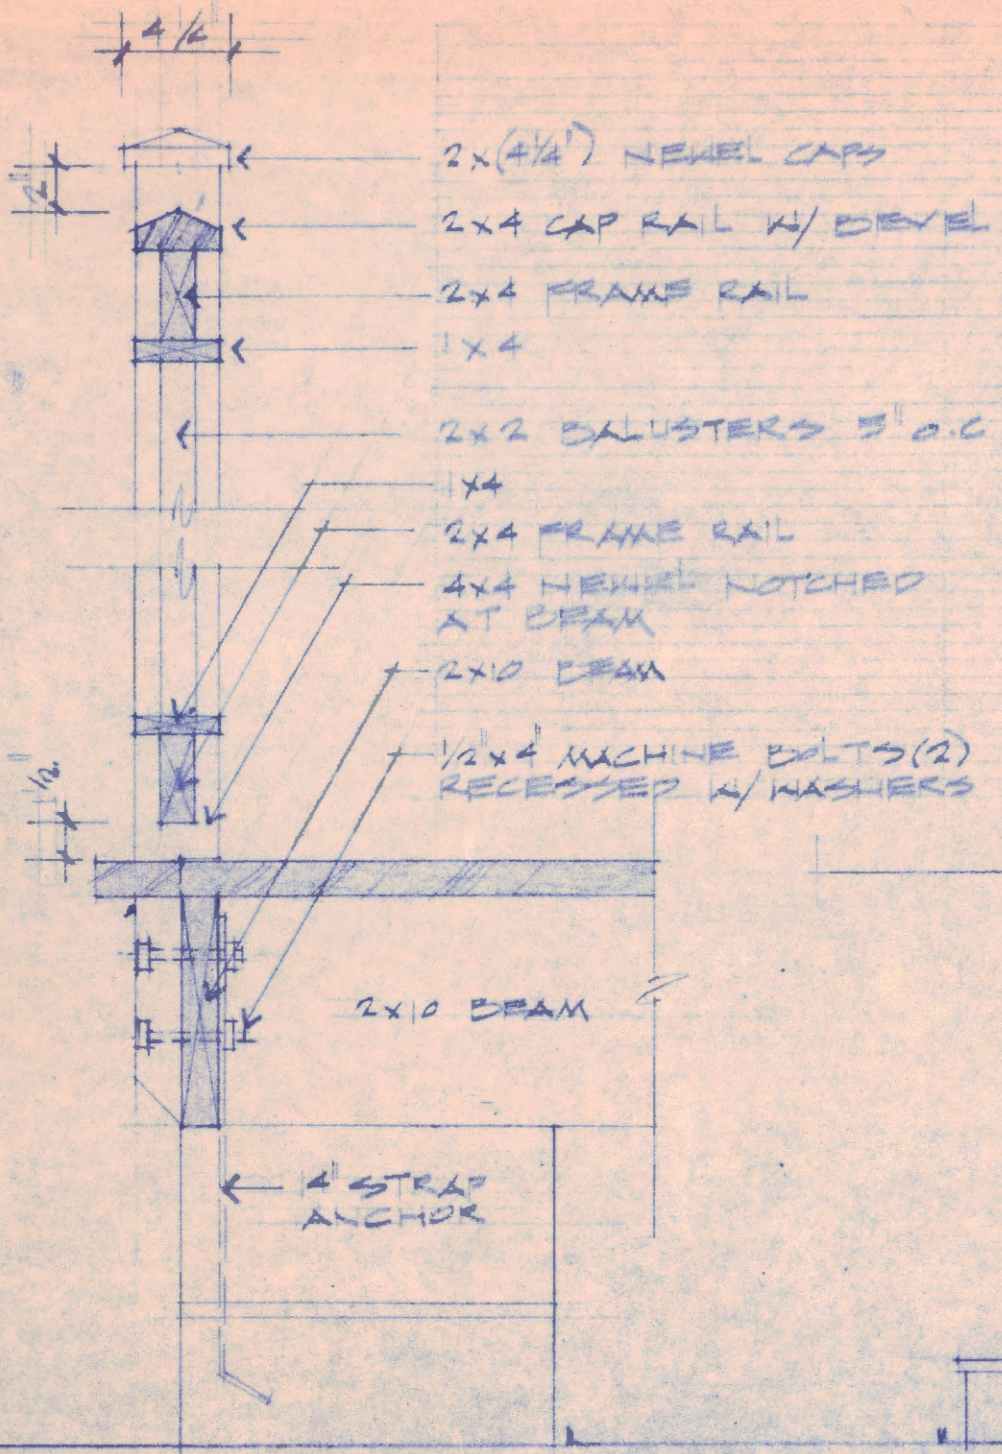 4 1/4"
2x(4 1/4") NEWEL CAPS
2"
2x4 CAP RAIL W/ BEVEL
2x4 FRAME RAIL
1x4
2x2 BALUSTERS 5" O.C
1x4
2x4 FRAME RAIL
4x4 NEWEL NOTCHED
AT BEAM
2x10 BEAM
1/2"x4" MACHINE BOLTS(2)
RECESSED W/ WASHERS
2x10 BEAM
4" STRAP
ANCHOR